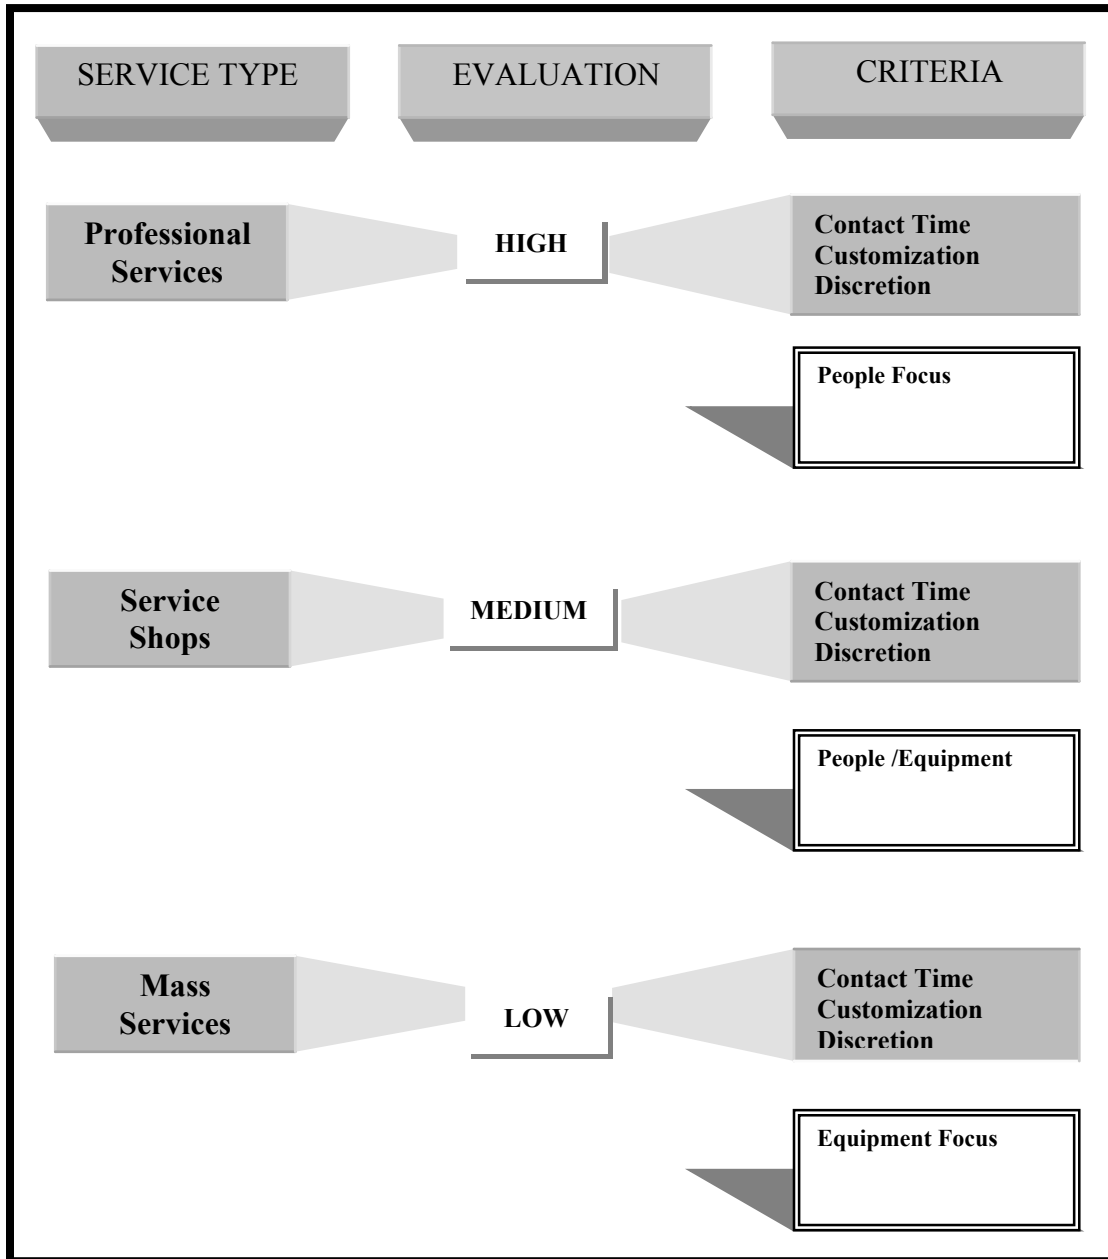 SERVICE TYPE
EVALUATION
CRITERIA
Professional
Services
HIGH
Contact Time
Customization
Discretion
People Focus
Service
Shops
MEDIUM
Contact Time
Customization
Discretion
People /Equipment
Mass
Services
LOW
Contact Time
Customization
Discretion
Equipment Focus